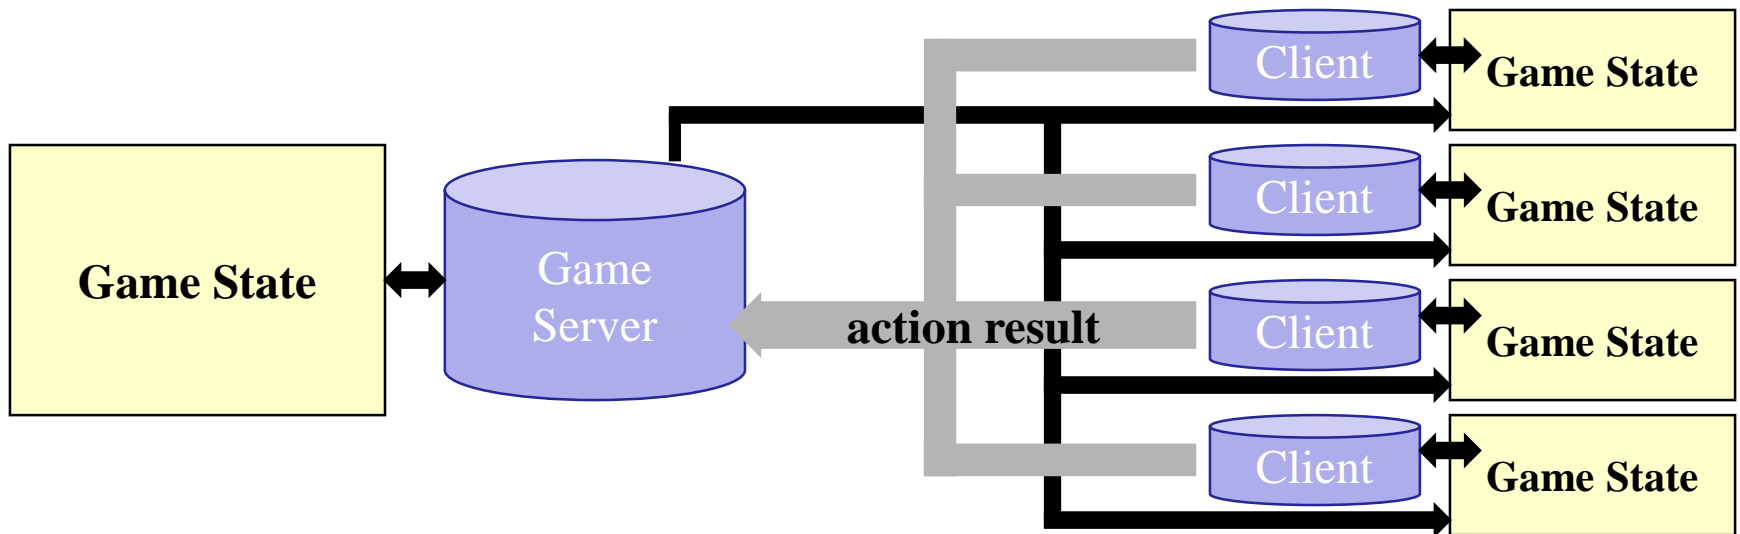 Client
Game State
Client
Game State
Game State
Game
Server
action result
Client
Game State
Client
Game State